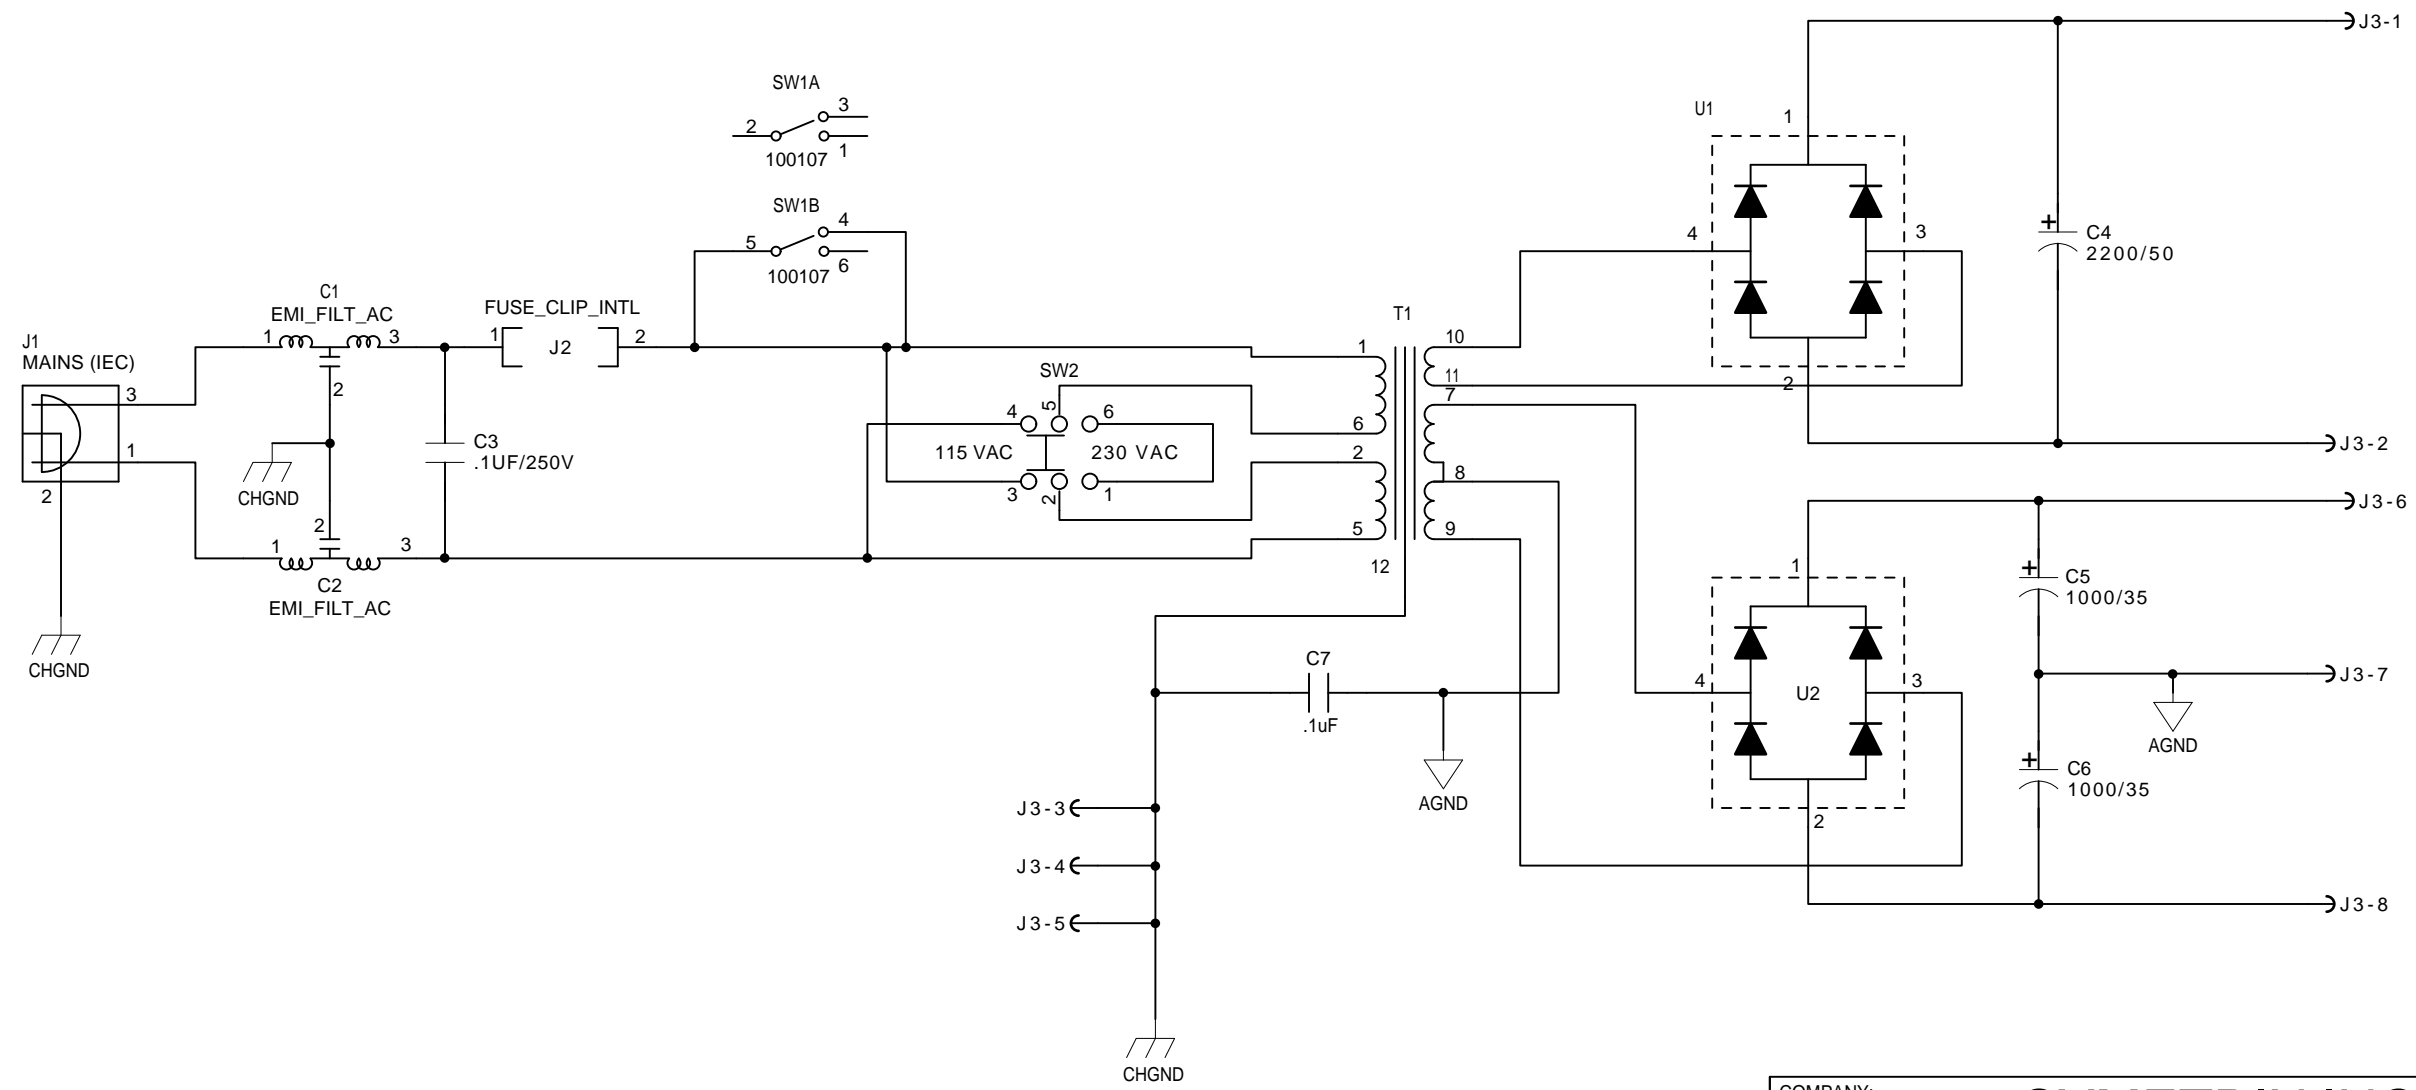 J3-1
SW1A
3
2
1
100107
U1
1
SW1B
4
5
6
100107
4
3
C4
2200/50
C1
EMI_FILT_AC
FUSE_CLIP_INTL
J1
MAINS (IEC)
1
3
1
J2
2
T1
1
10
3
2
SW2
11
2
7
4
5
6
6
J3-2
1
C3
.1UF/250V
115 VAC
230 VAC
2
8
2
CHGND
3
2
1
J3-6
2
5
9
1
3
12
1
C2
EMI_FILT_AC
C5
1000/35
CHGND
C7
4
U2
3
J3-7
.1uF
AGND
AGND
C6
1000/35
J3-3
2
J3-4
J3-5
J3-8
CHGND